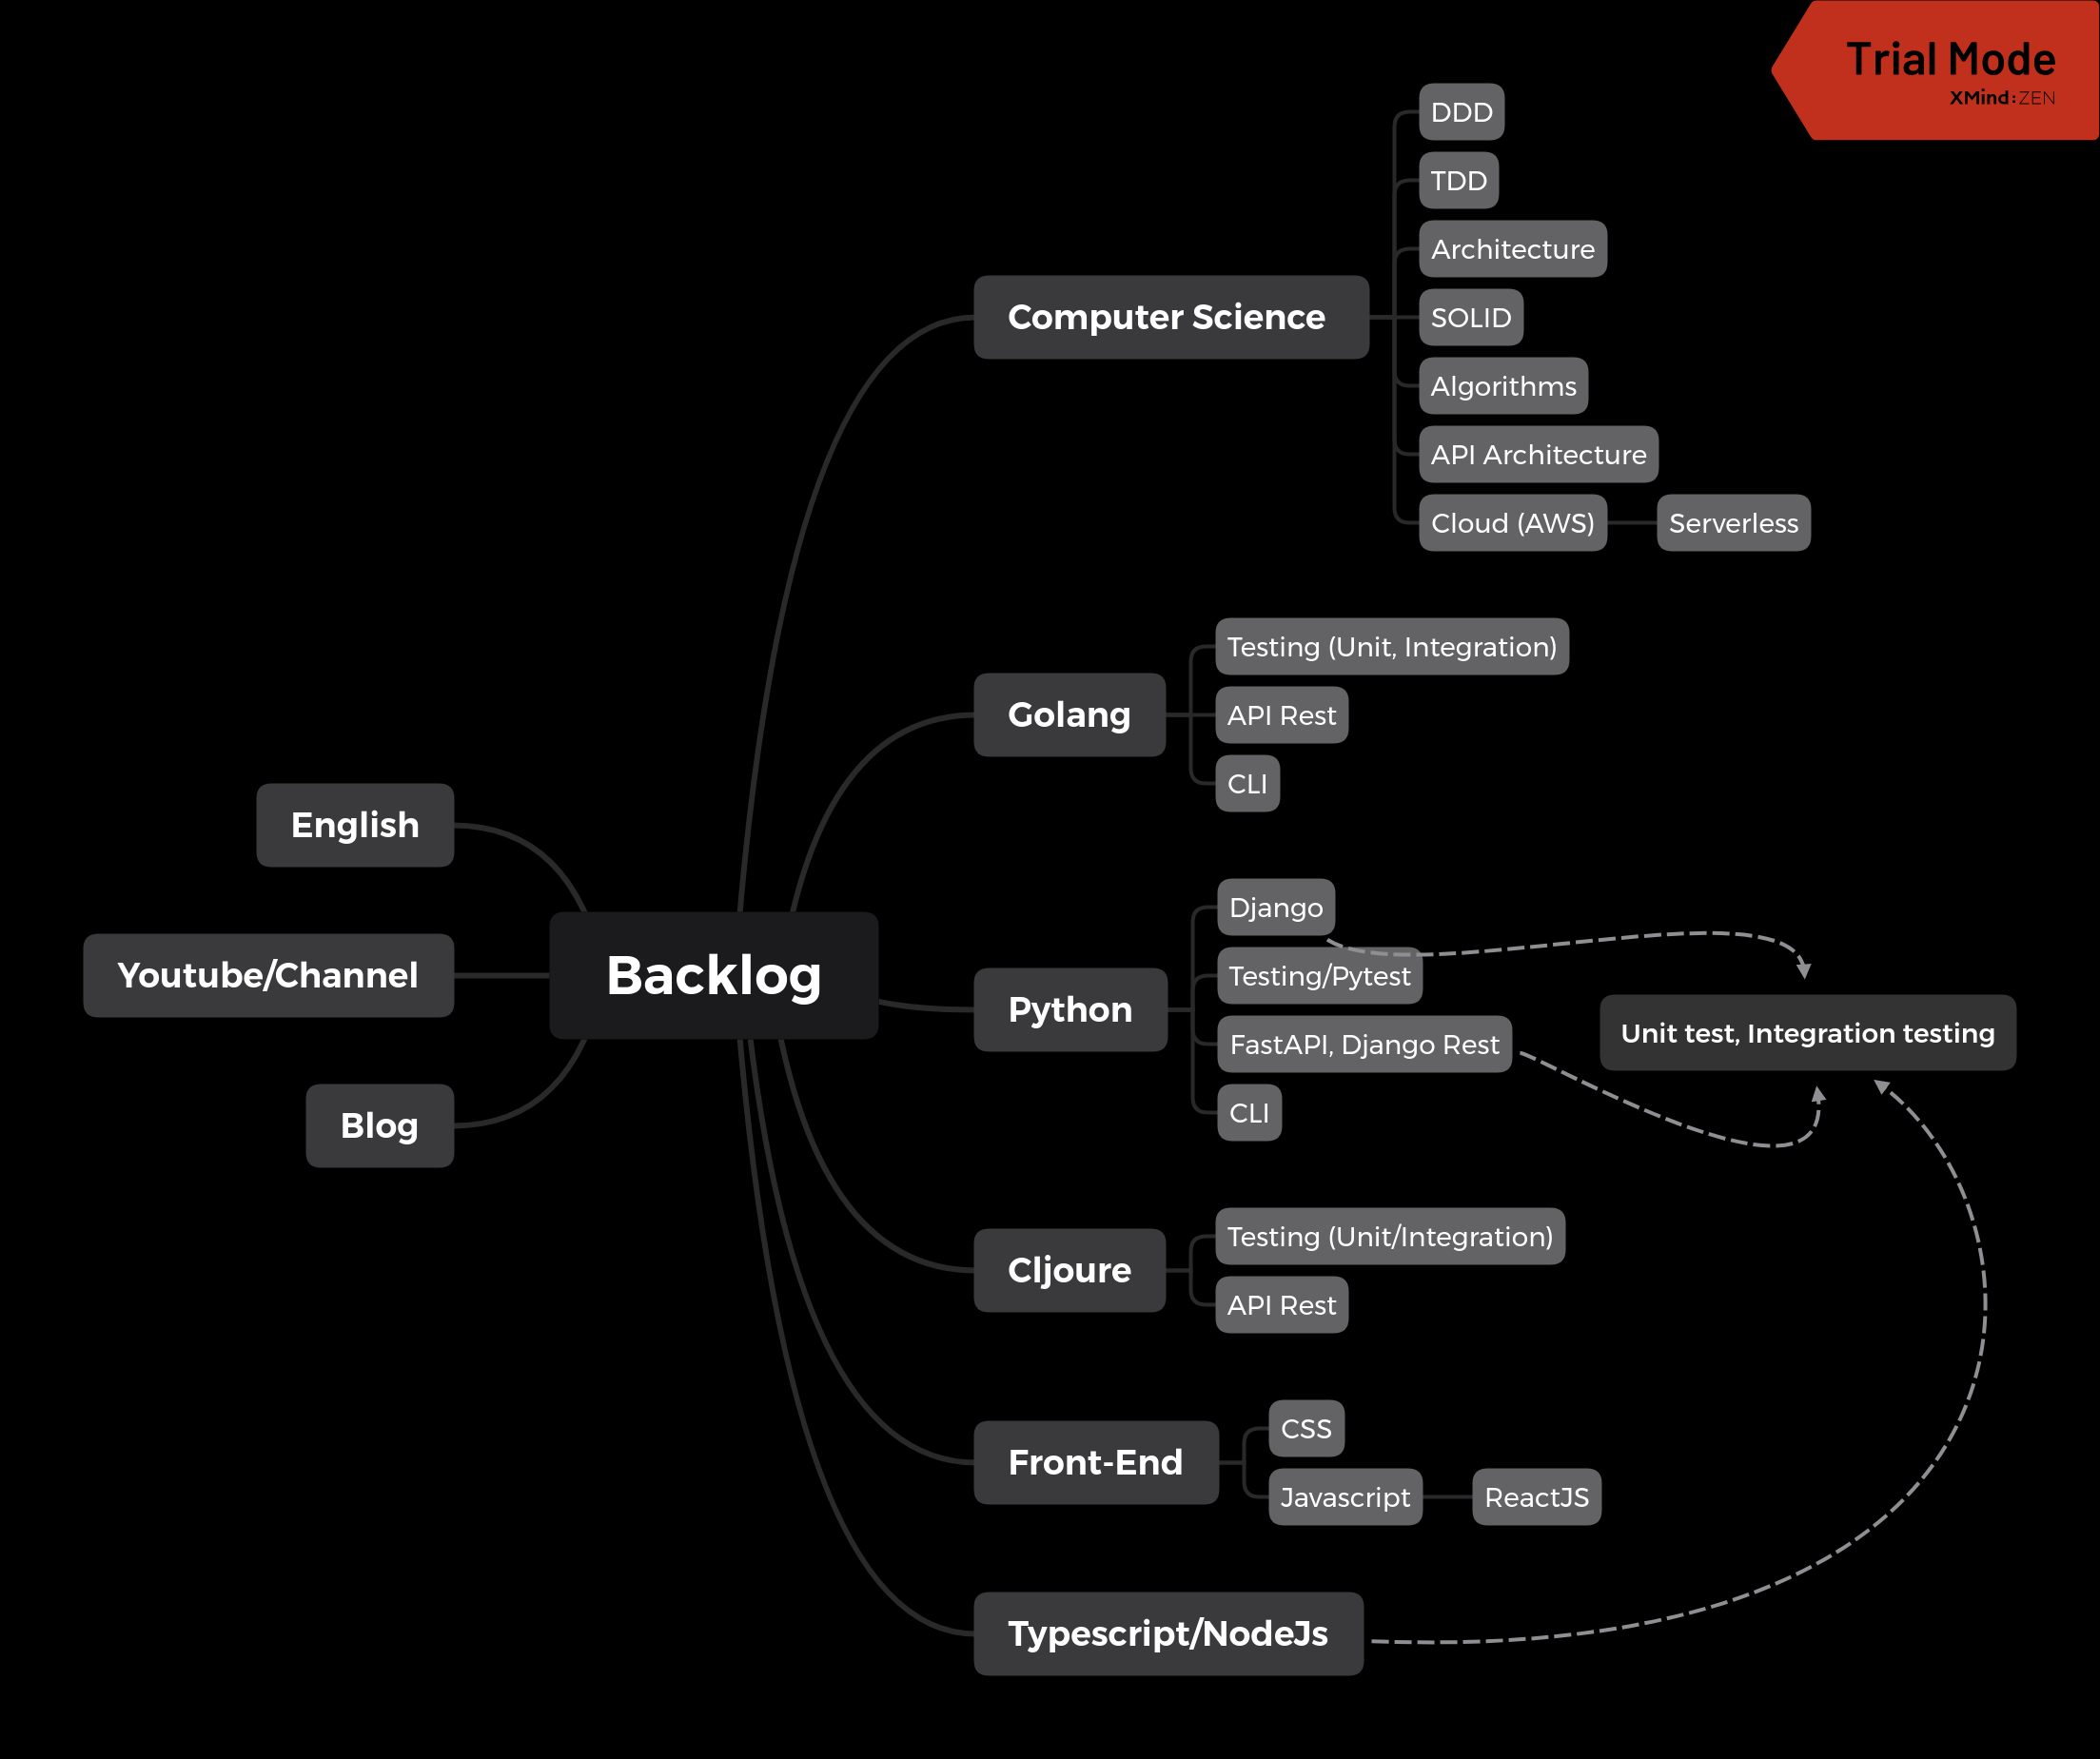 Trial Mode
XMind:ZEN
DDD
TDD
Architecture
Computer Science
SOLID
Algorithms
API Architecture
Cloud (AWS)
Serverless
Testing (Unit, Integration)
Golang
API Rest
CLI
English
Youtube/Channel
Blog
Backlog
Django
Testing/Pytest
Python
FastAPI, Django Rest
CLI
Unit test, Integration testing
Testing (Unit/Integration)
Cljoure
API Rest
CSS
Front-End
Javascript
ReactJS
Typescript/NodeJs